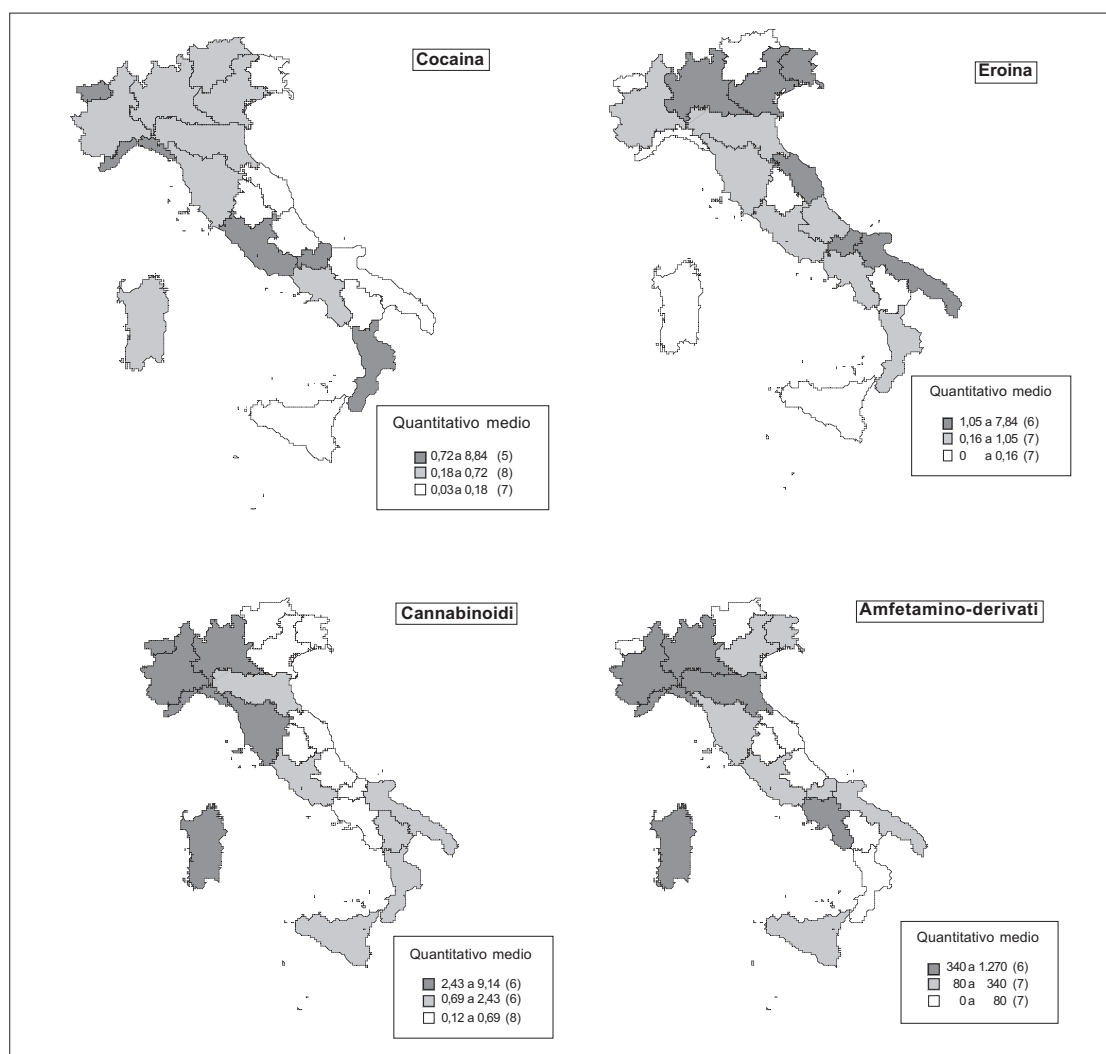 Cocaina
Quantitativo medio
0,72 a 8,84 (5)
0,18 a 0,72 (8)
0,03 a 0,18 (7)
Eroina
Quantitativo medio
1,05 a 7,84 (6)
0,16 a 1,05 (7)
0 a 0,16 (7)
Cannabinoidi
Quantitativo medio
2,43 a 9,14 (6)
0,69 a 2,43 (6)
0,12 a 0,69 (8)
Amfetamino-derivati
Quantitativo medio
340 a 1.270 (6)
80 a 340 (7)
0 a 80 (7)